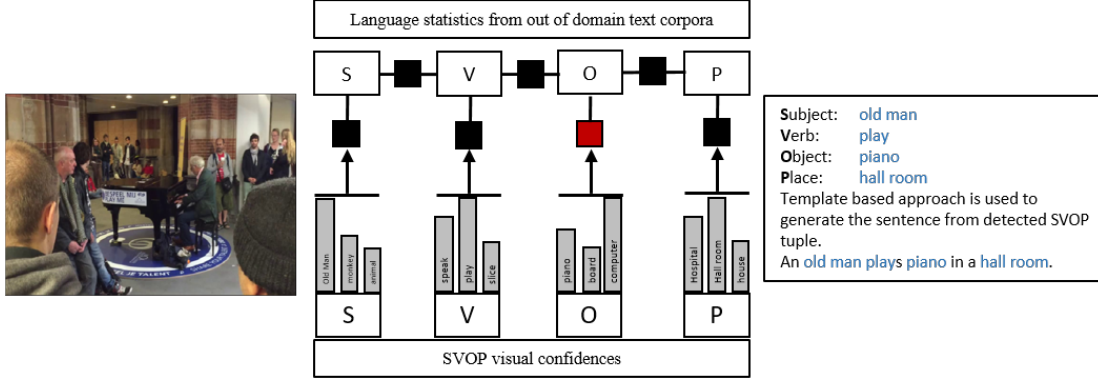 Language statistics from out of domain text corpora
S V O P
Old Man monkey animal
speak play slice
piano board computer
Hospital Hall room house
S V O P
SVOP visual confidences
Subject: old man
Verb: play
Object: piano
Place: hall room
Template based approach is used to
generate the sentence from detected SVOP
tuple.
An old man plays piano in a hall room.